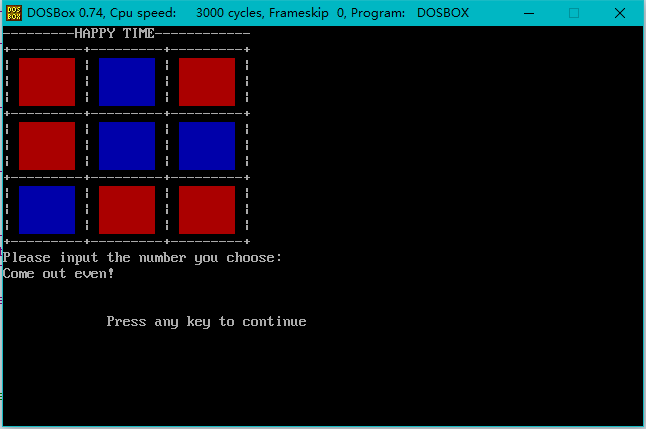 DOSBox 0.74, Cpu speed: 3000 cycles, Frameskip 0, Program: DOSBOX
---------HAPPY TIME------------
Please input the number you choose:
Come out even!
Press any key to continue